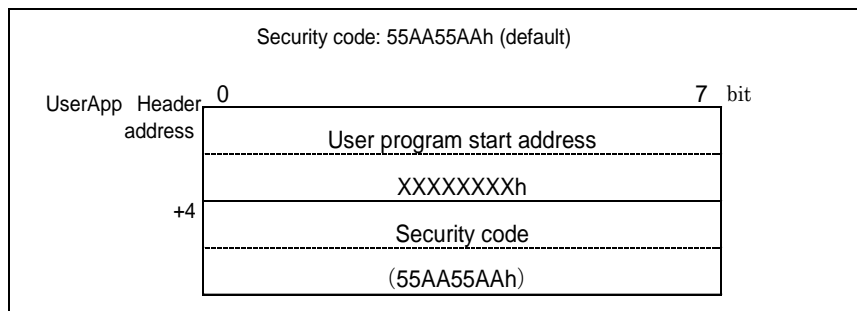 Security code: 55AA55AAh (default)
0 7 bit
UserApp Header
address
User program start address
XXXXXXXXh
+4
Security code
(55AA55AAh)